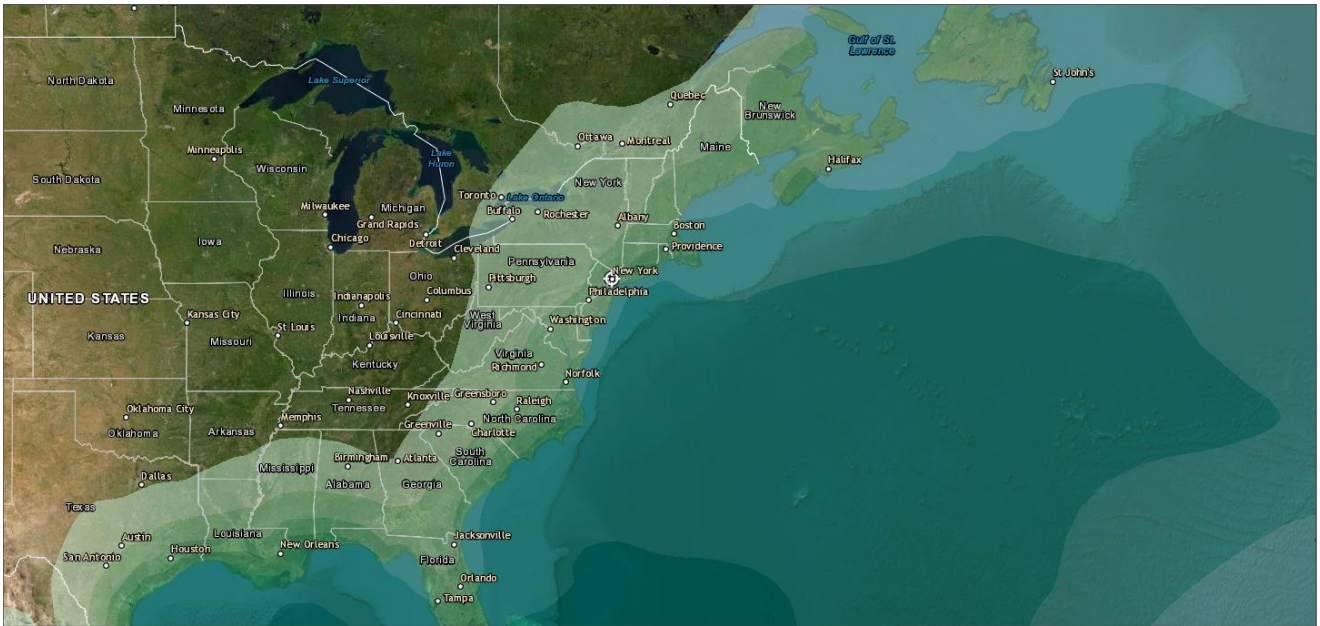 Gulf of St.
Lawrence
St John's
North Dakota
Lake Superior
Quebec
Minnesota
New
Brunswick
Ottawa
Montreal
Maine
Minneapolis
Lake
Huron
Wisconsin
Halifax
South Dakota
New York
Toronto
Lake Ontario
Milwaukee
Michigan
Buffalo
Rochester
Albany
Grand Rapids
Boston
Chicago
Detroit
Cleveland
Providence
Iowa
Nebraska
Pennsylvania
New York
Ohio
Pittsburgh
UNITED STATES
Illinois
Indianapolis
Columbus
Philadelphia
Kansas City
Indiana
Cincinnati
West
Virginia
Washington
St Louis
Kansas
Missouri
Louisville
Virginia
Kentucky
Richmond
Norfolk
Nashville
Knoxville
Greensboro
Raleigh
Oklahoma City
Tennessee
Memphis
North Carolina
Greenville
Oklahoma
Arkansas
Charlotte
South
Carolina
Birmingham
Atlanta
Mississippi
Dallas
Alabama
Georgia
Texas
Austin
Louisiana
Jacksonville
San Antonio
Houston
New Orleans
Florida
Orlando
Tampa